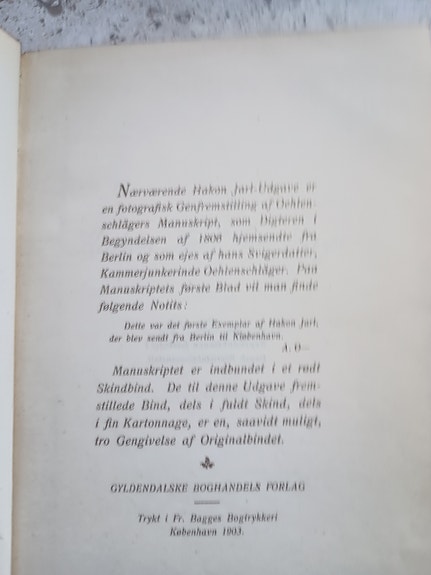 Nærværende Hakon Jarl Udgave er
en fotografisk Genfremstilling af Oehlen-
schlägers Manuskript, som Digteren i
Begyndelsen af 1806 hjemsendte fra
Berlin og som ejes af hans Svigerdatter,
Kammerjunkerinde Oehlenschläger. Paa
Manuskriptets første Blad vil man finde
følgende Notits:
Dette var det første Exemplar af Hakon Jarl,
der blev sendt fra Berlin til Kiøbenhavn.
A. O—
Manuskriptet er indbundet i et rødt
Skindbind. De til denne Udgave frem-
stillede Bind, dels i fuldt Skind, dels
i fin Kartonnage, er en, saavidt muligt,
tro Gengivelse af Originalbindet.
GYLDENDALSKE BOGHANDELS FORLAG
Trykt i Fr. Bagges Bogtrykkeri
København 1903.